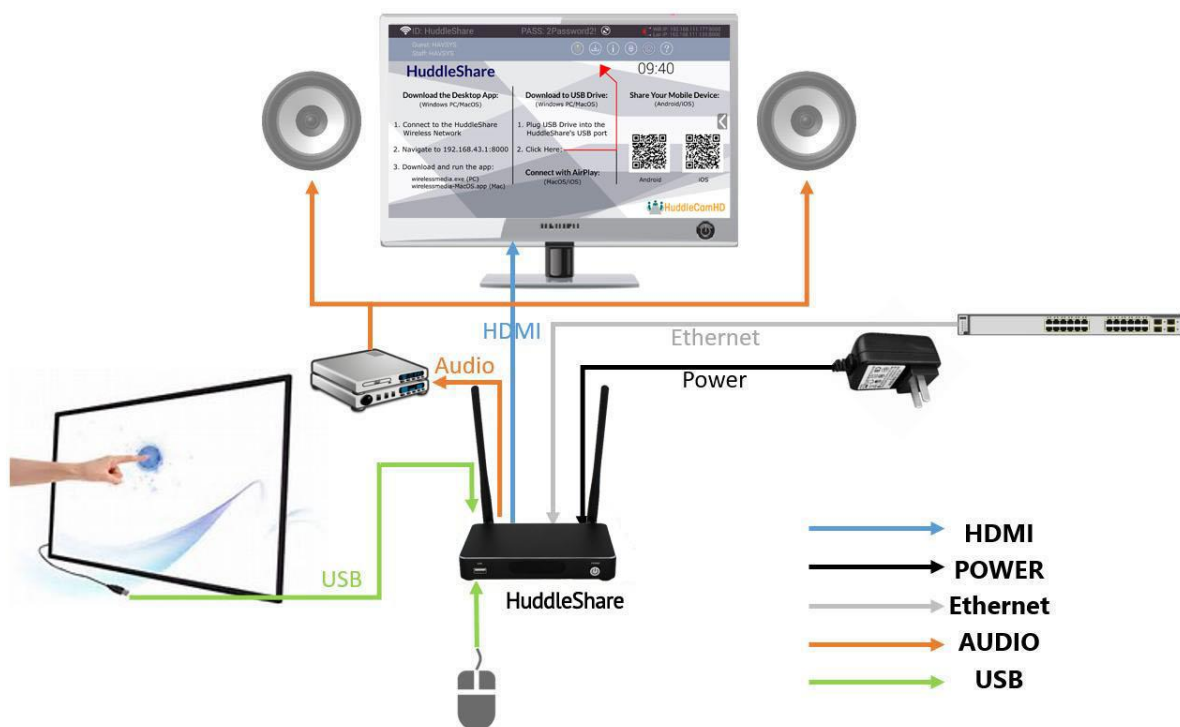 ID: HuddleShare
PASS: 2Password2!
Guest: HAVSYS
Staff: HAVSYS
HuddleShare
09:40
Download the Desktop App:
(Windows PC/MacOS)
1. Connect to the HuddleShare
Wireless Network
2. Navigate to 192.168.43.1:8000
3. Download and run the app:
wirelessmedia.exe (PC)
wirelessmedia-MacOS.app (Mac)
Download to USB Drive:
(Windows PC/MacOS)
1. Plug USB Drive into the
HuddleShare's USB port
2. Click Here:
Connect with AirPlay:
(MacOS/iOS)
Share Your Mobile Device:
(Android/iOS)
Android
iOS
HuddleCamHD
HDMI
Ethernet
Power
Audio
USB
HuddleShare
HDMI
POWER
Ethernet
AUDIO
USB